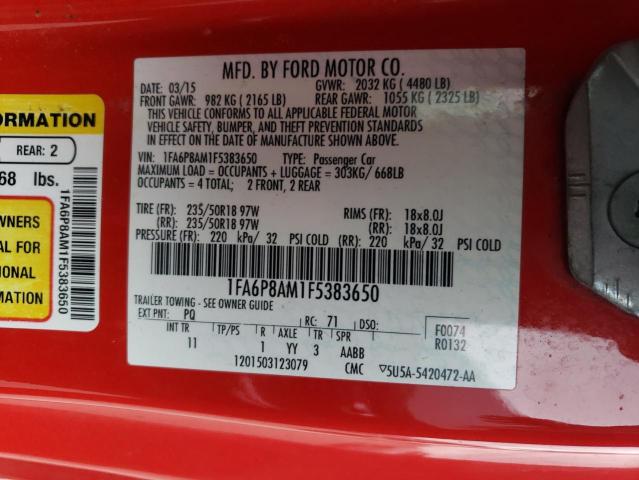 MFD. BY FORD MOTOR CO.
DATE: 03/15 GVWR: 2032 KG ( 4480 LB)
FRONT GAWR: 982 KG ( 2165 LB) REAR GAWR: 1055 KG ( 2325 LB)
THIS VEHICLE CONFORMS TO ALL APPLICABLE FEDERAL MOTOR
VEHICLE SAFETY, BUMPER, AND THEFT PREVENTION STANDARDS
IN EFFECT ON THE DATE OF MANUFACTURE SHOWN ABOVE.
VIN: 1FA6P8AM1F5383650 TYPE: Passenger Car
MAXIMUM LOAD = OCCUPANTS + LUGGAGE = 303KG/ 668LB
OCCUPANTS = 4 TOTAL; 2 FRONT, 2 REAR
TIRE (FR): 235/50R18 97W RIMS (FR): 18x8.0J
(RR): 235/50R18 97W (RR): 18x8.0J
PRESSURE (FR): 220 kPa/ 32 PSI COLD (RR): 220 kPa/ 32 PSI COLD
1FA6P8AM1F5383650
TRAILER TOWING - SEE OWNER GUIDE
EXT PNT: PQ RC: 71 DSO: F0074
R0132
INT TR TP/PS R AXLE TR SPR
11 1 YY 3 AABB
1201503123079 CMC ▽5U5A-5420472-AA
ORMATION
REAR: 2
68 lbs.
WNERS
AL FOR
IONAL
MATION
1FA6P8AM1F5383650